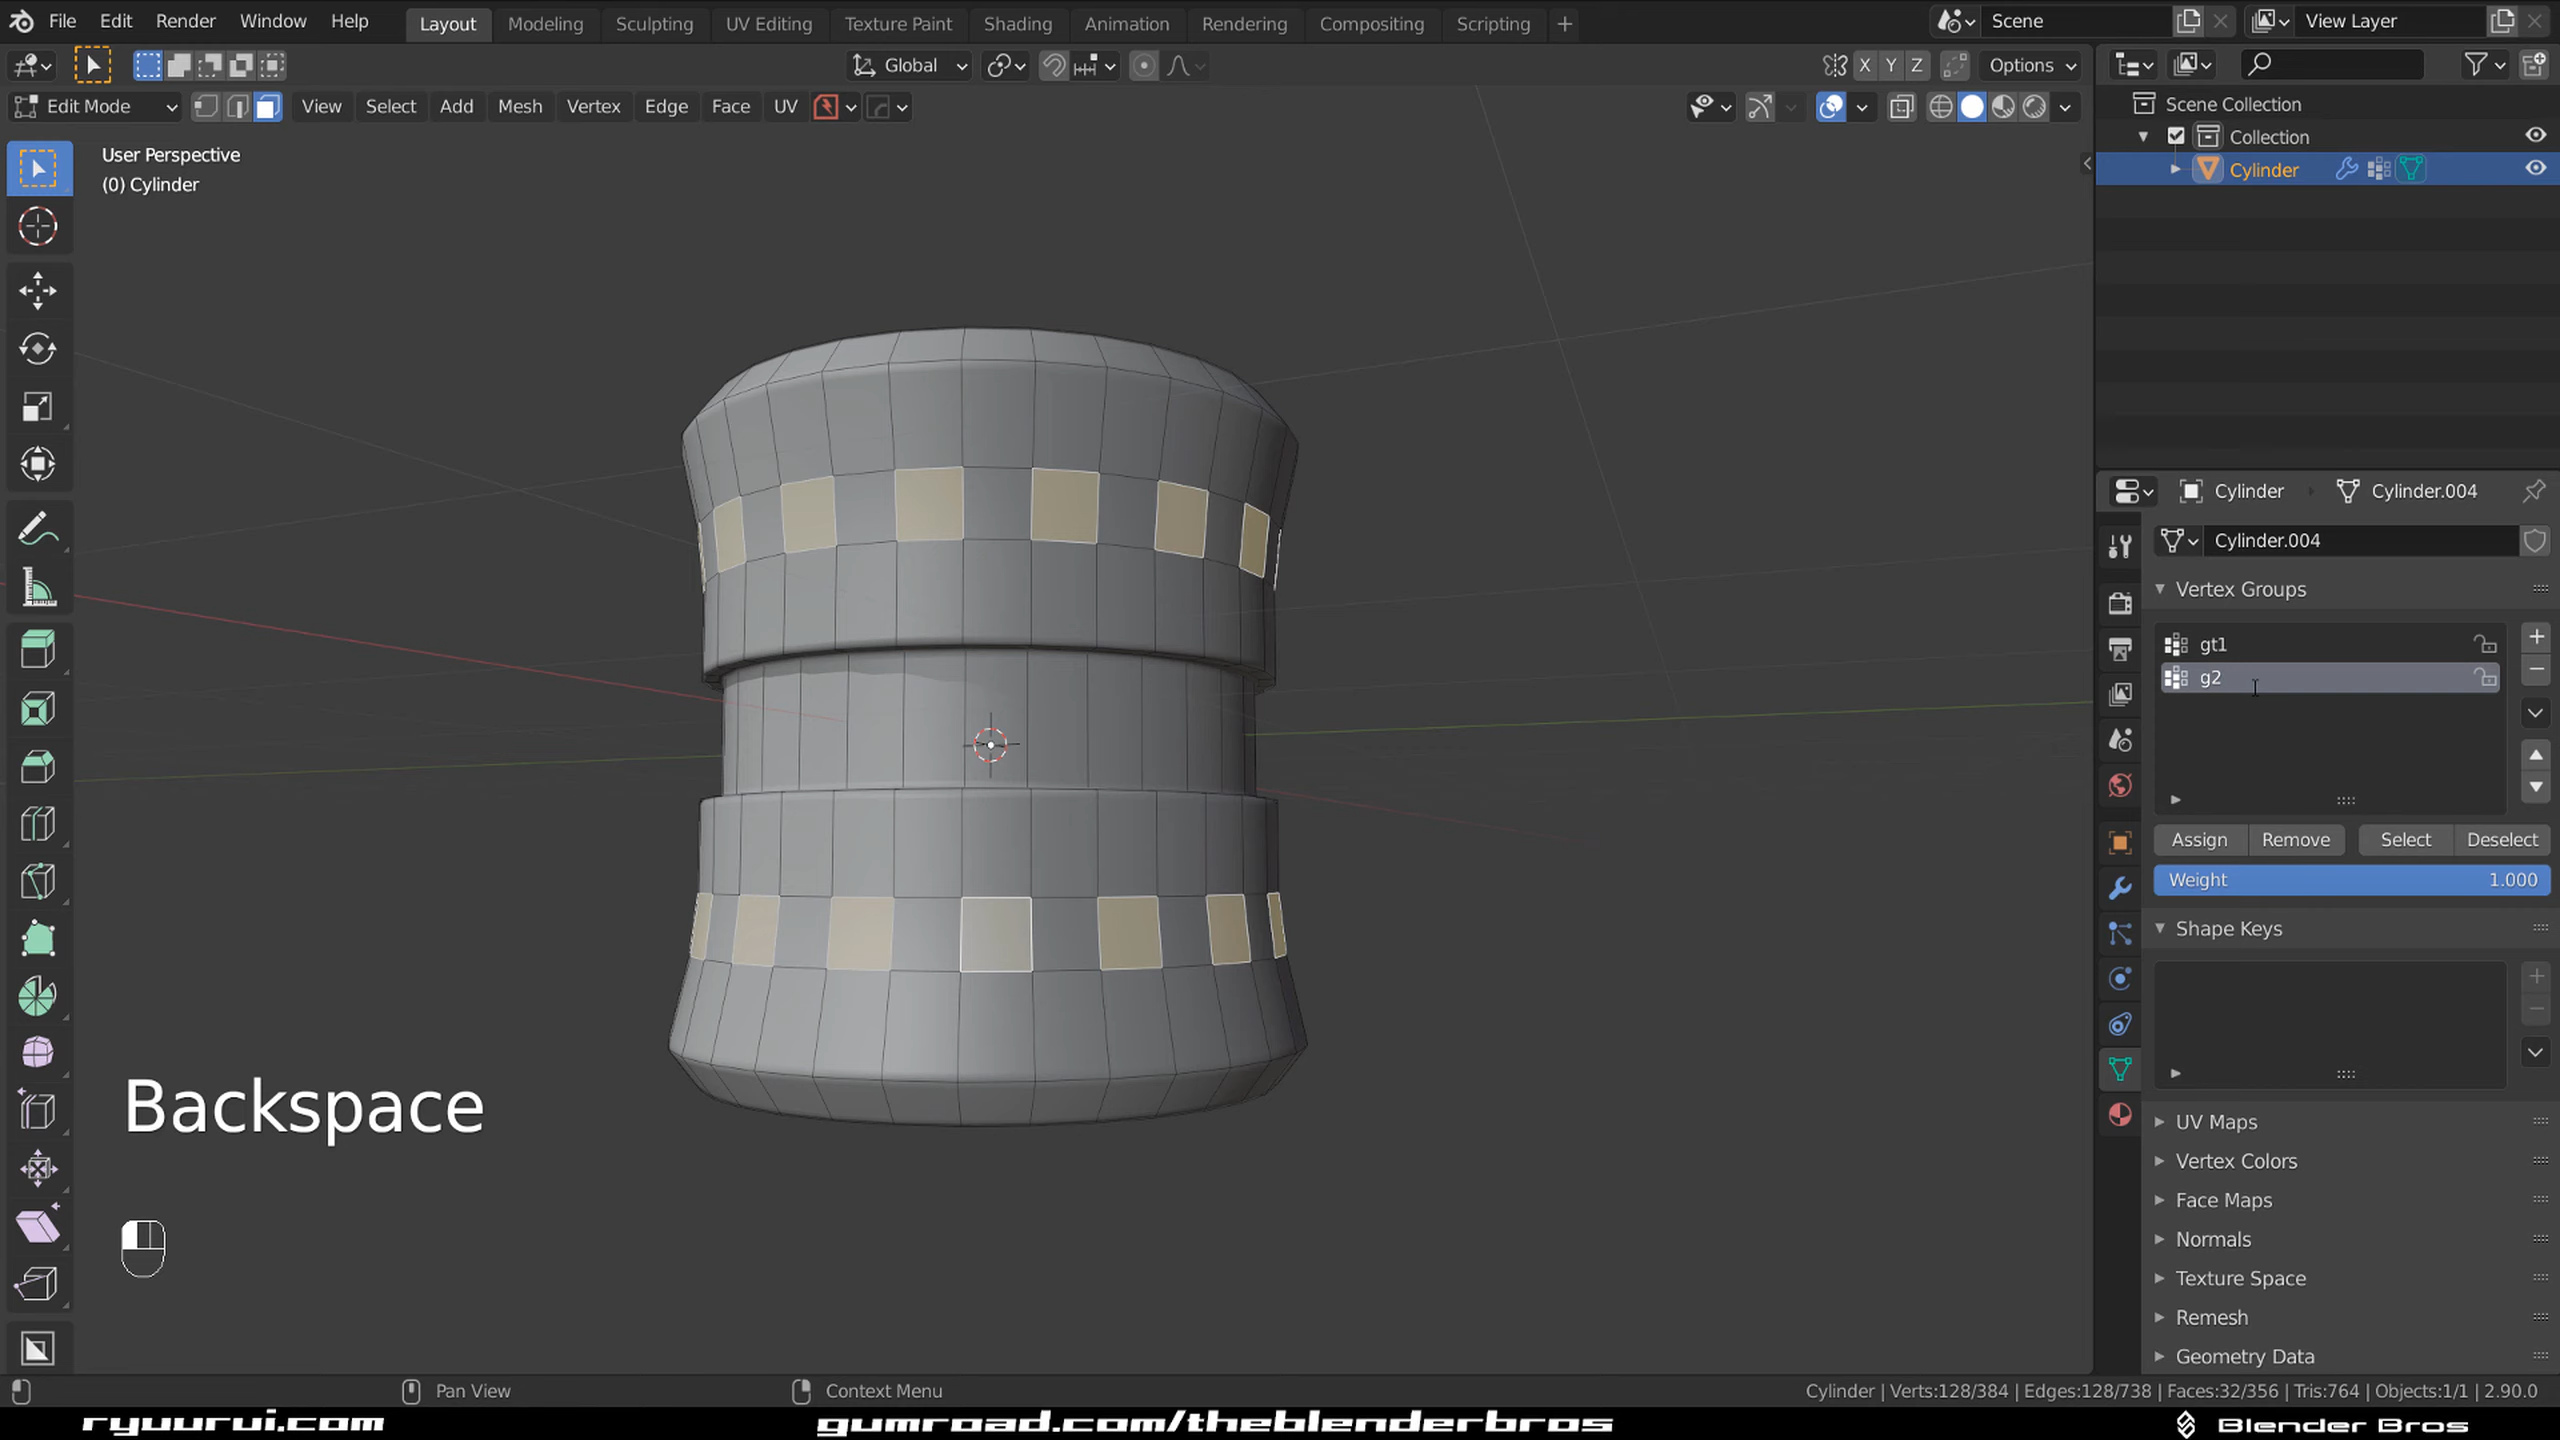 File Edit Render Window Help Layout Modeling Sculpting UV Editing Texture Paint Shading Animation Rendering Compositing Scripting + Scene View Layer
Global X Y Z Options
Edit Mode View Select Add Mesh Vertex Edge Face UV
Scene Collection
Collection
Cylinder
User Perspective
(0) Cylinder
Cylinder Cylinder.004
Cylinder.004
Vertex Groups
gt1
g2
Assign Remove Select Deselect
Weight 1.000
Shape Keys
UV Maps
Vertex Colors
Face Maps
Normals
Texture Space
Remesh
Geometry Data
Backspace
Pan View Context Menu Cylinder | Verts:128/384 | Edges:128/738 | Faces:32/356 | Tris:764 | Objects:1/1 | 2.90.0
ryuurui.com gumroad.com/theblenderbros Blender Bros